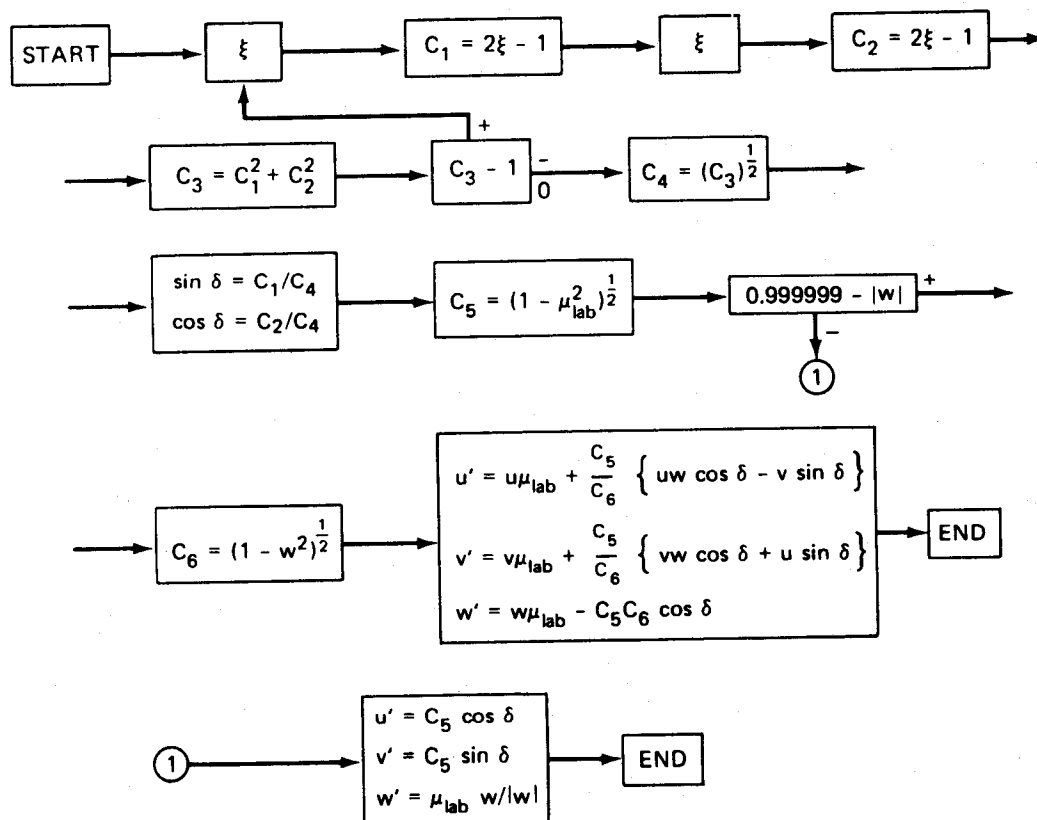 START ξ C₁ = 2ξ - 1 ξ C₂ = 2ξ - 1
+
C₃ = C₁² + C₂² C₃ - 1 - C₄ = (C₃)^½
0
sin δ = C₁/C₄
cos δ = C₂/C₄
C₅ = (1 - μ²lab)^½ 0.999999 - |w| +
-
1
C₆ = (1 - w²)^½
u′ = uμlab + C₅/C₆ { uw cos δ - v sin δ }
v′ = vμlab + C₅/C₆ { vw cos δ + u sin δ }
w′ = wμlab - C₅C₆ cos δ
END
1
u′ = C₅ cos δ
v′ = C₅ sin δ
w′ = μlab w/|w|
END